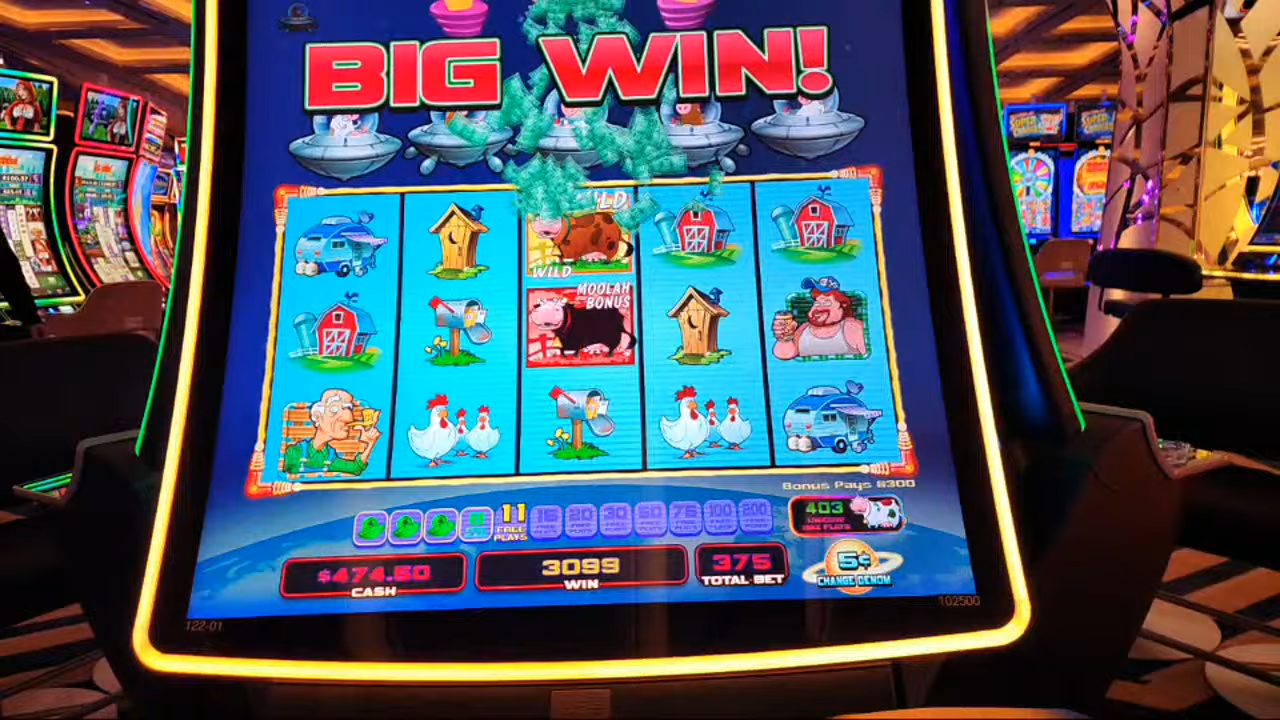 BIG WIN!
WILD
WILD
MOOLAH
BONUS
Bonus Pays 8300
11
FREE
PLAYS
15
20
30
50
75
100
200
403
$474.50
CASH
3099
WIN
375
TOTAL BET
5¢
CHANGE DENOM
122-01
102500